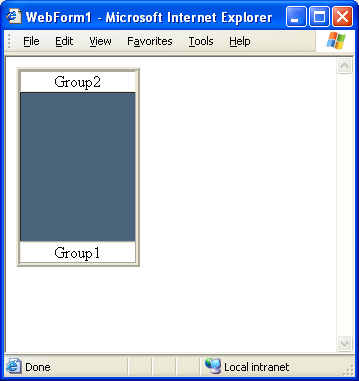 WebForm1 - Microsoft Internet Explorer
File Edit View Favorites Tools Help
Group2
Group1
Done Local intranet